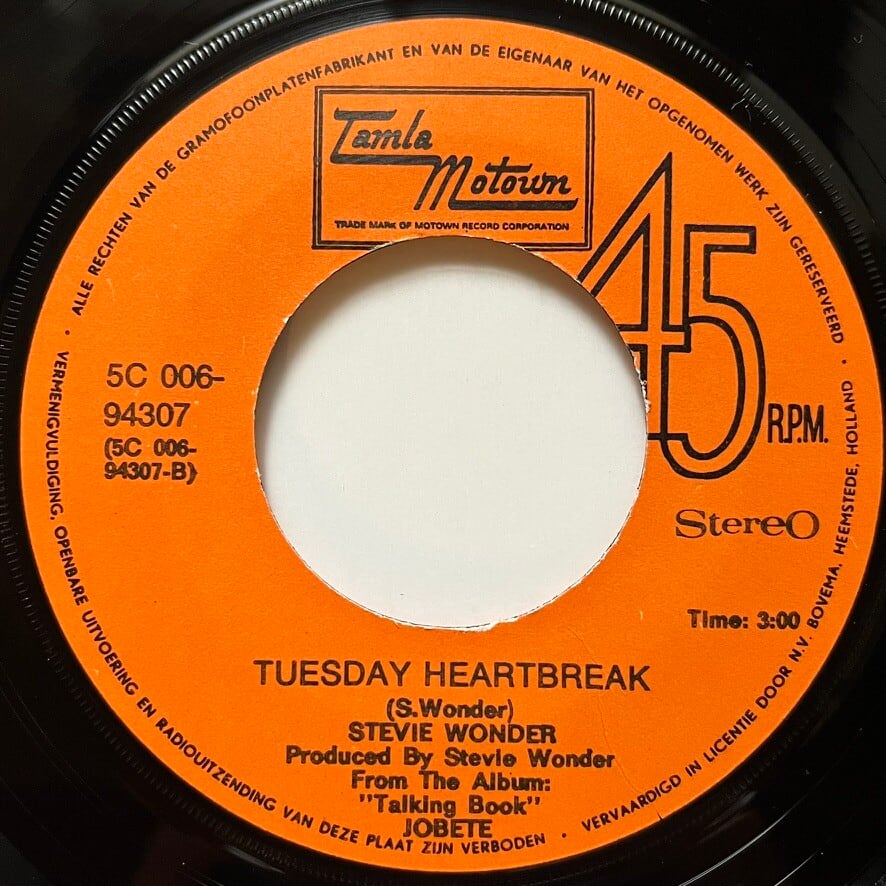 ALLE RECHTEN VAN DE GRAMOFOONPLATENFABRIKANT EN VAN DE EIGENAAR VAN HET OPGENOMEN WERK ZIJN GERESERVEERD ·
Tamla
Motown
TRADE MARK OF MOTOWN RECORD CORPORATION
45
R.P.M.
5C 006-
94307
(5C 006-
94307-B)
Stereo
Time: 3:00
TUESDAY HEARTBREAK
(S.Wonder)
STEVIE WONDER
Produced By Stevie Wonder
From The Album:
"Talking Book"
JOBETE
· VERMENIGVULDIGING, OPENBARE UITVOERING EN RADIOUITZENDING VAN DEZE PLAAT ZIJN VERBODEN ·
VERVAARDIGD IN LICENTIE DOOR N.V. BOVEMA, HEEMSTEDE, HOLLAND